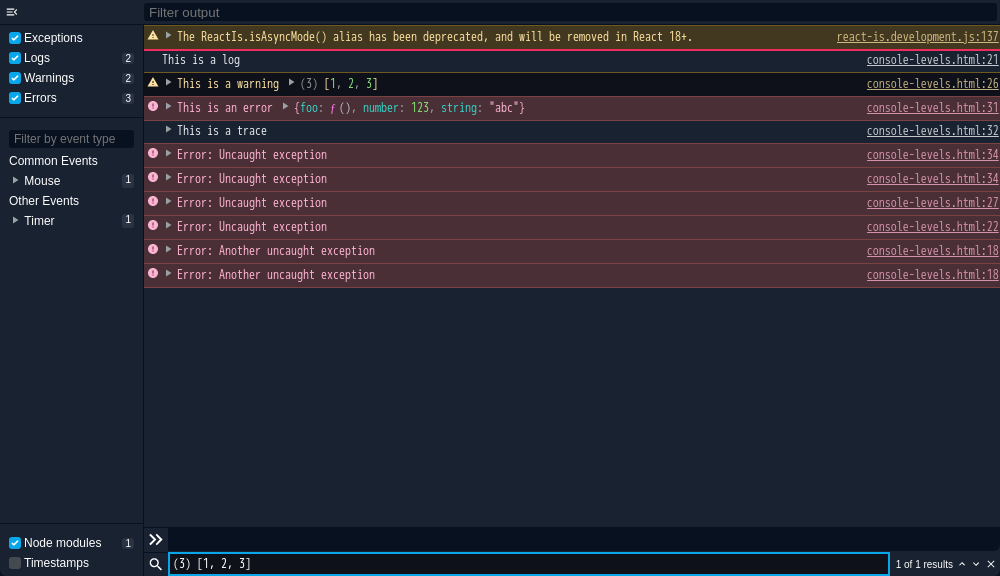 Filter output
Exceptions
Logs 2
Warnings 2
Errors 3
Filter by event type
Common Events
Mouse 1
Other Events
Timer 1
Node modules 1
Timestamps
The ReactIs.isAsyncMode() alias has been deprecated, and will be removed in React 18+. react-is.development.js:137
This is a log console-levels.html:21
This is a warning (3) [1, 2, 3] console-levels.html:26
This is an error {foo: ƒ (), number: 123, string: "abc"} console-levels.html:31
This is a trace console-levels.html:32
Error: Uncaught exception console-levels.html:34
Error: Uncaught exception console-levels.html:34
Error: Uncaught exception console-levels.html:27
Error: Uncaught exception console-levels.html:22
Error: Another uncaught exception console-levels.html:18
Error: Another uncaught exception console-levels.html:18
(3) [1, 2, 3] 1 of 1 results